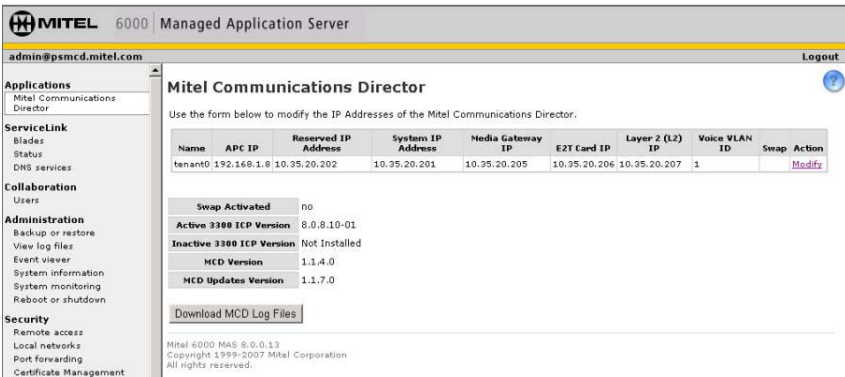 MITEL 6000 Managed Application Server
admin@psmcd.mitel.com Logout
Applications
Mitel Communications
Director
ServiceLink
Blades
Status
DNS services
Collaboration
Users
Administration
Backup or restore
View log files
Event viewer
System information
System monitoring
Reboot or shutdown
Security
Remote access
Local networks
Port forwarding
Certificate Management
Mitel Communications Director
?
Use the form below to modify the IP Addresses of the Mitel Communications Director.
Name APC IP Reserved IP Address System IP Address Media Gateway IP E2T Card IP Layer 2 (L2) IP Voice VLAN ID Swap Action
tenant0 192.168.1.8 10.35.20.202 10.35.20.201 10.35.20.205 10.35.20.206 10.35.20.207 1 Modify
Swap Activated no
Active 3300 ICP Version 8.0.8.10-01
Inactive 3300 ICP Version Not Installed
MCD Version 1.1.4.0
MCD Updates Version 1.1.7.0
Download MCD Log Files
Mitel 6000 MAS 8.0.0.13
Copyright 1999-2007 Mitel Corporation
All rights reserved.